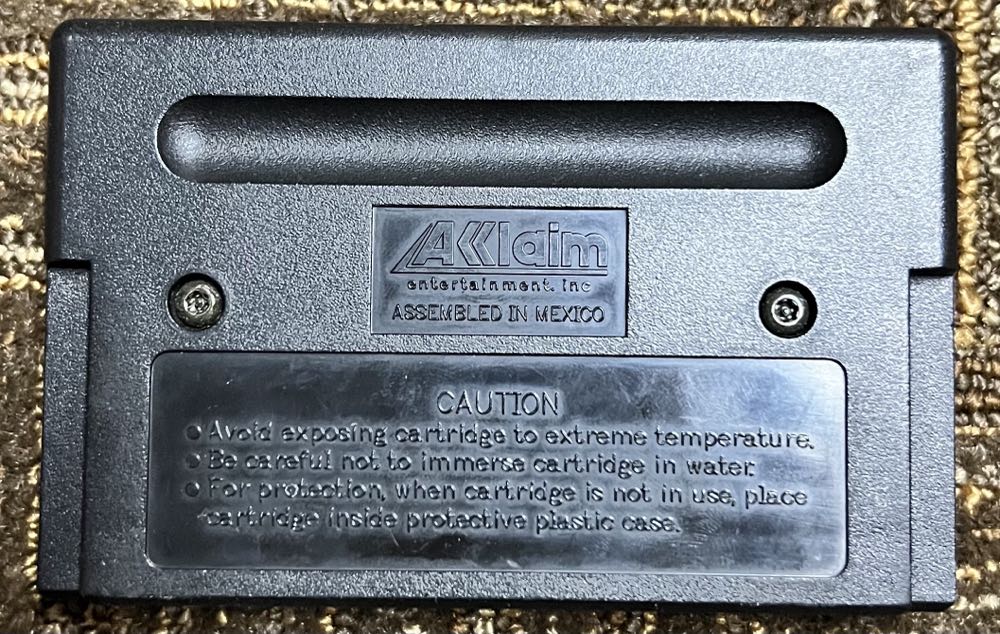 AKKlaim
entertainment, inc
ASSEMBLED IN MEXICO
CAUTION
• Avoid exposing cartridge to extreme temperature.
• Be careful not to immerse cartridge in water.
• For protection, when cartridge is not in use, place
cartridge inside protective plastic case.